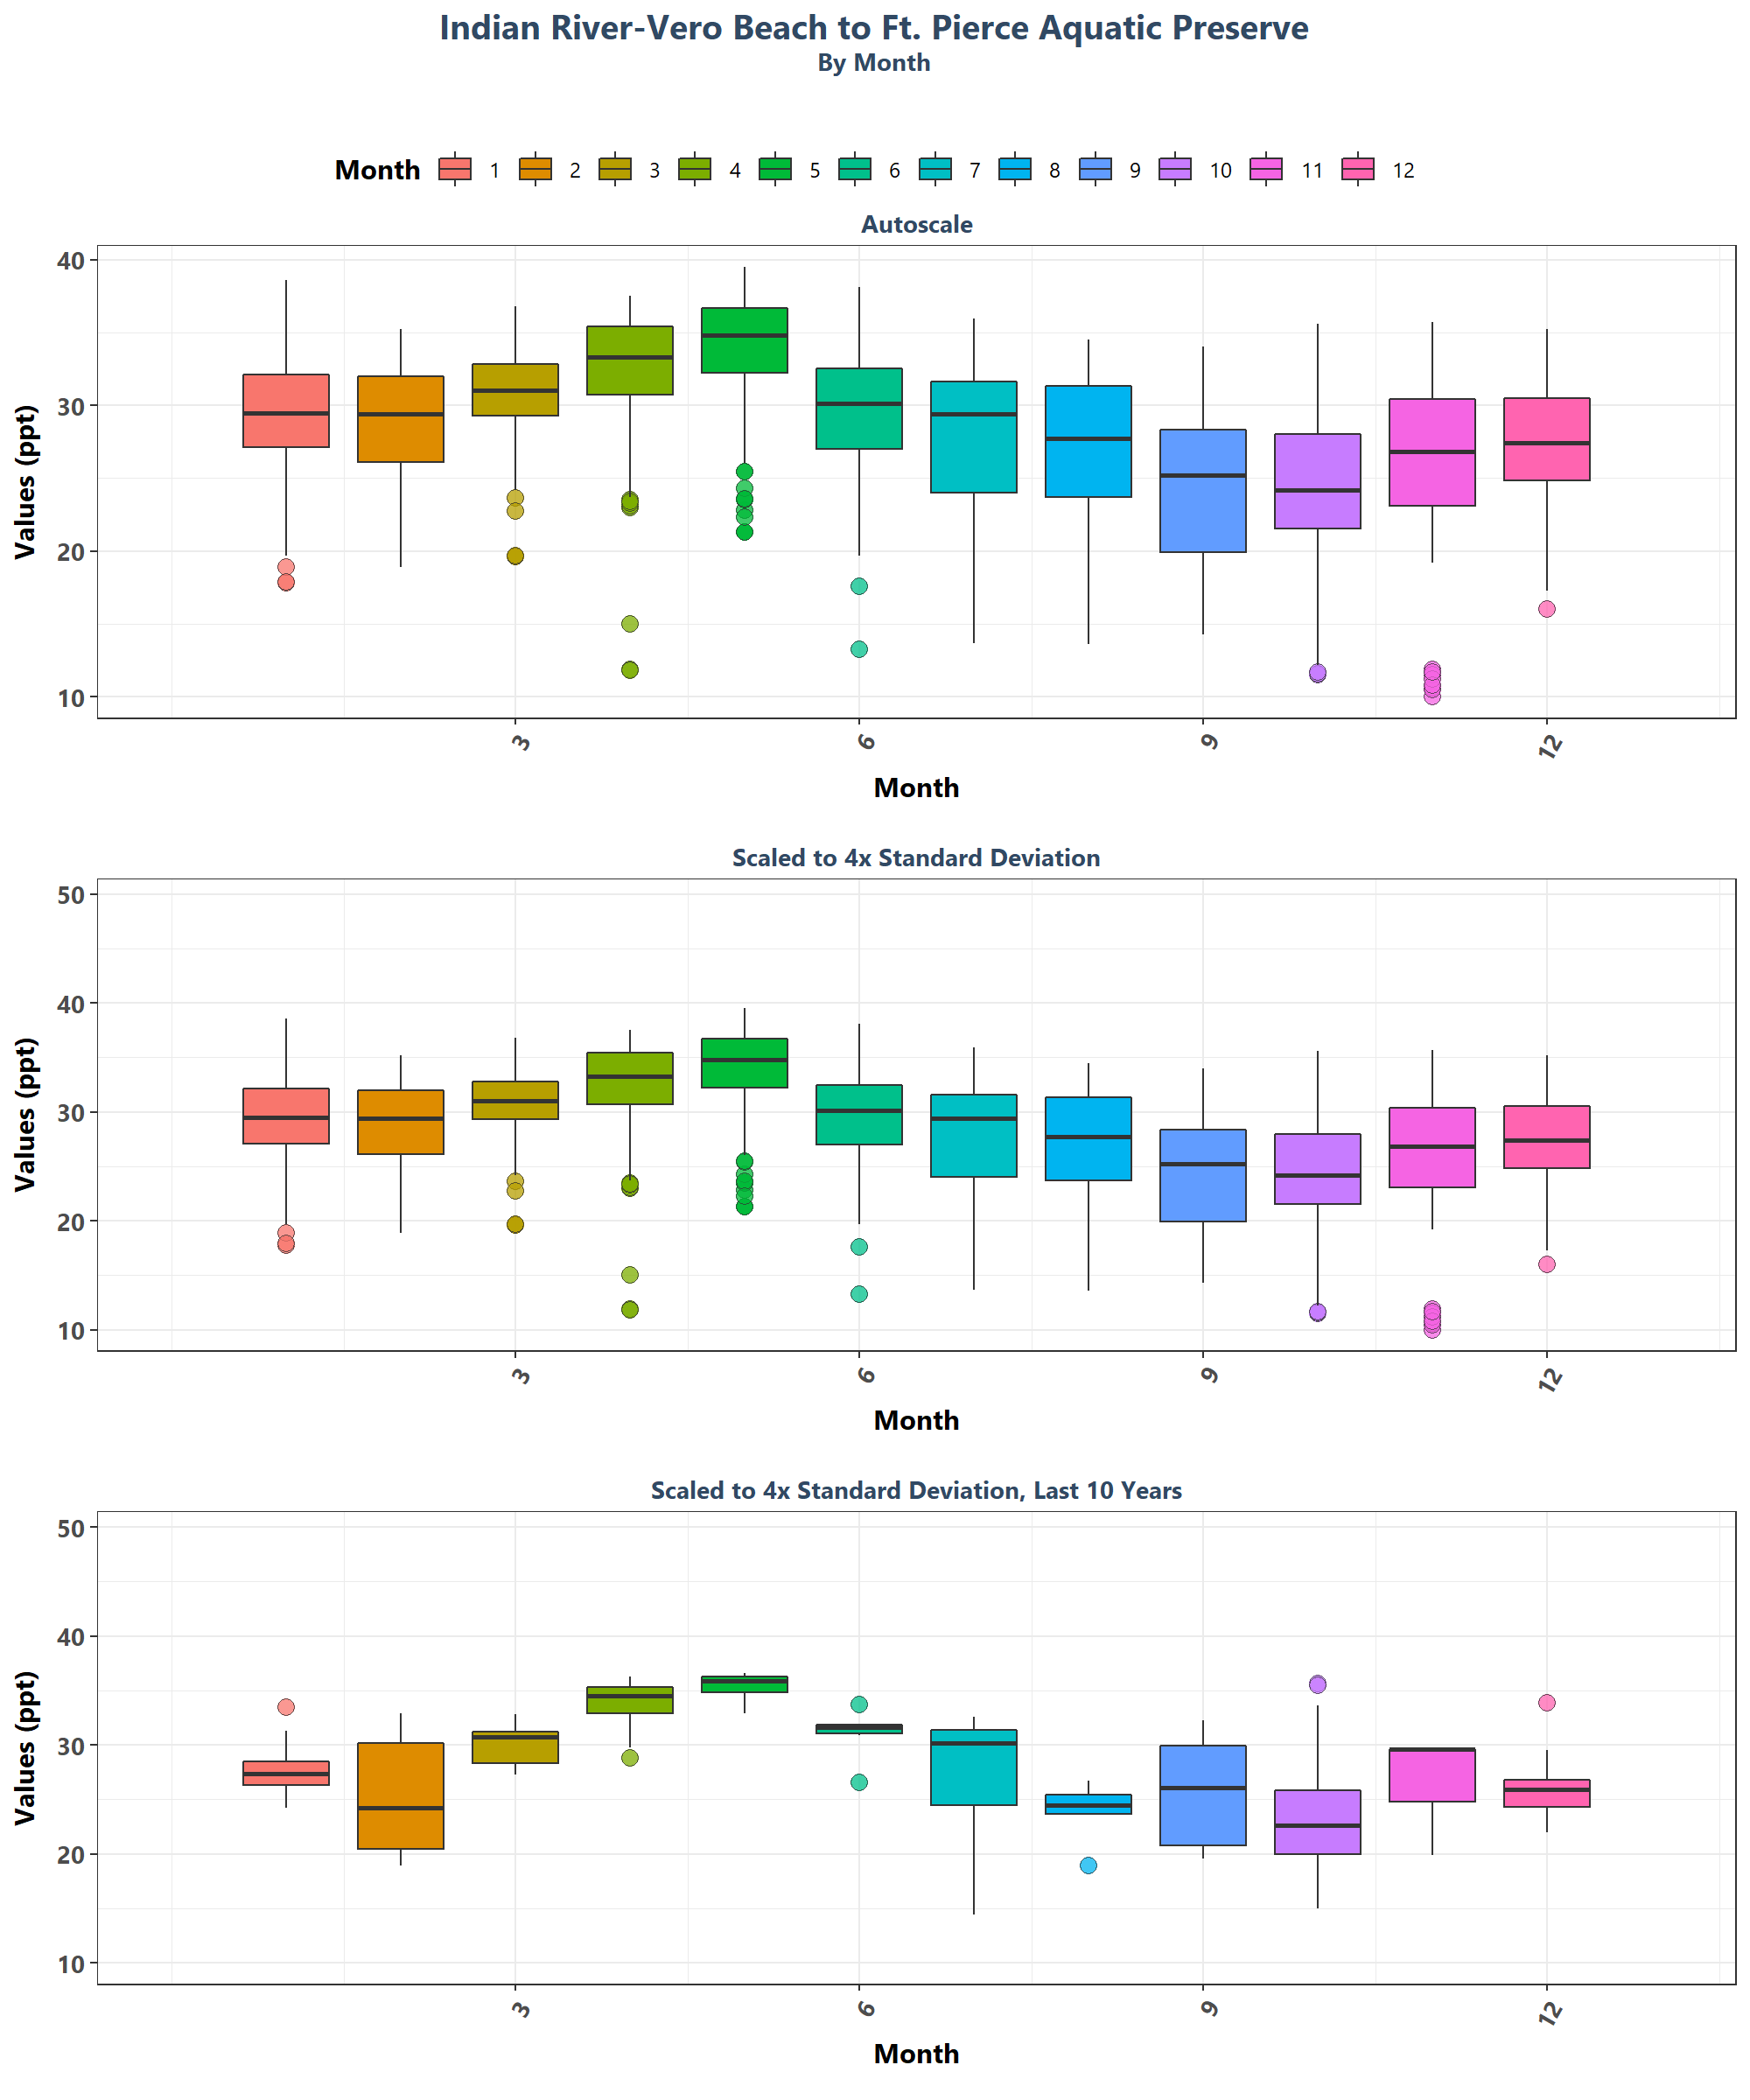 Indian River-Vero Beach to Ft. Pierce Aquatic Preserve
By Month
Month 1 2 3 4 5 6 7 8 9 10 11 12
Autoscale
Values (ppt)
40
30
20
10
3 6 9 12
Month
Scaled to 4x Standard Deviation
Values (ppt)
50
40
30
20
10
3 6 9 12
Month
Scaled to 4x Standard Deviation, Last 10 Years
Values (ppt)
50
40
30
20
10
3 6 9 12
Month